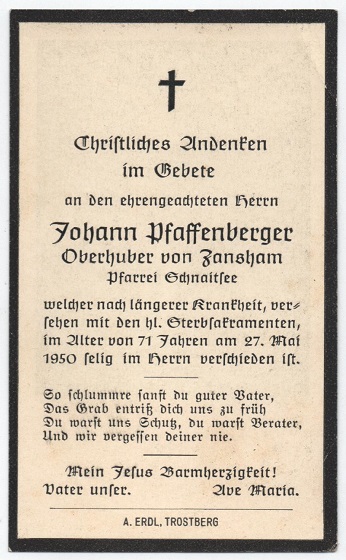 Christliches Andenken
im Gebete
an den ehrengeachteten Herrn
Johann Pfaffenberger
Oberhuber von Zansham
Pfarrei Schnaitsee
welcher nach längerer Krankheit, ver-
sehen mit den hl. Sterbsakramenten,
im Alter von 71 Jahren am 27. Mai
1950 selig im Herrn verschieden ist.
So schlummre sanft du guter Vater,
Das Grab entriß dich uns zu früh
Du warst uns Schutz, du warst Berater,
Und wir vergessen deiner nie.
Mein Jesus Barmherzigkeit!
Vater unser. Ave Maria.
A. ERDL, TROSTBERG